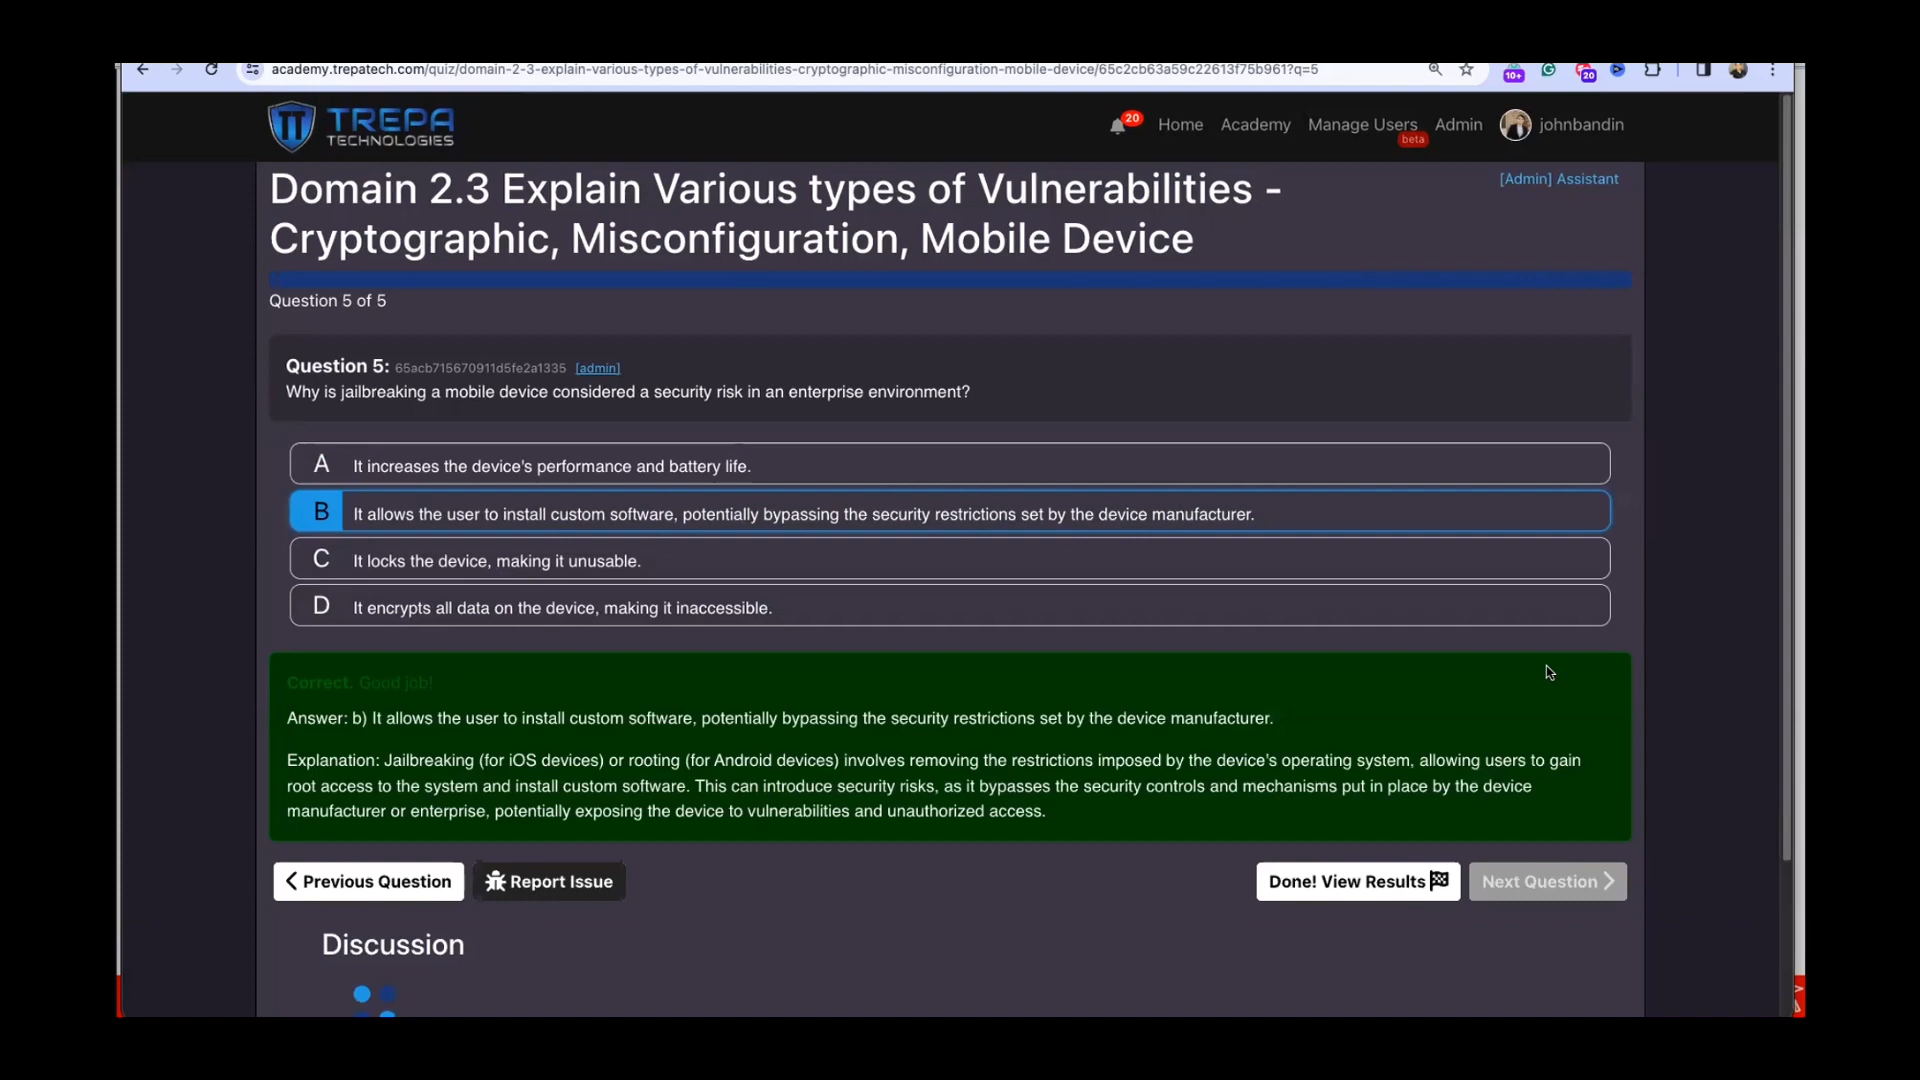 academy.trepatech.com/quiz/domain-2-3-explain-various-types-of-vulnerabilities-cryptographic-misconfiguration-mobile-device/65c2cb63a59c22613f75b961?q=5
10+
20
TREPA
TECHNOLOGIES
20
Home
Academy
Manage Users
beta
Admin
johnbandin
Domain 2.3 Explain Various types of Vulnerabilities -
Cryptographic, Misconfiguration, Mobile Device
[Admin] Assistant
Question 5 of 5
Question 5: 65acb715670911d5fe2a1335 [admin]
Why is jailbreaking a mobile device considered a security risk in an enterprise environment?
A It increases the device's performance and battery life.
B It allows the user to install custom software, potentially bypassing the security restrictions set by the device manufacturer.
C It locks the device, making it unusable.
D It encrypts all data on the device, making it inaccessible.
Correct. Good job!
Answer: b) It allows the user to install custom software, potentially bypassing the security restrictions set by the device manufacturer.
Explanation: Jailbreaking (for iOS devices) or rooting (for Android devices) involves removing the restrictions imposed by the device's operating system, allowing users to gain
root access to the system and install custom software. This can introduce security risks, as it bypasses the security controls and mechanisms put in place by the device
manufacturer or enterprise, potentially exposing the device to vulnerabilities and unauthorized access.
Previous Question
Report Issue
Done! View Results
Next Question
Discussion